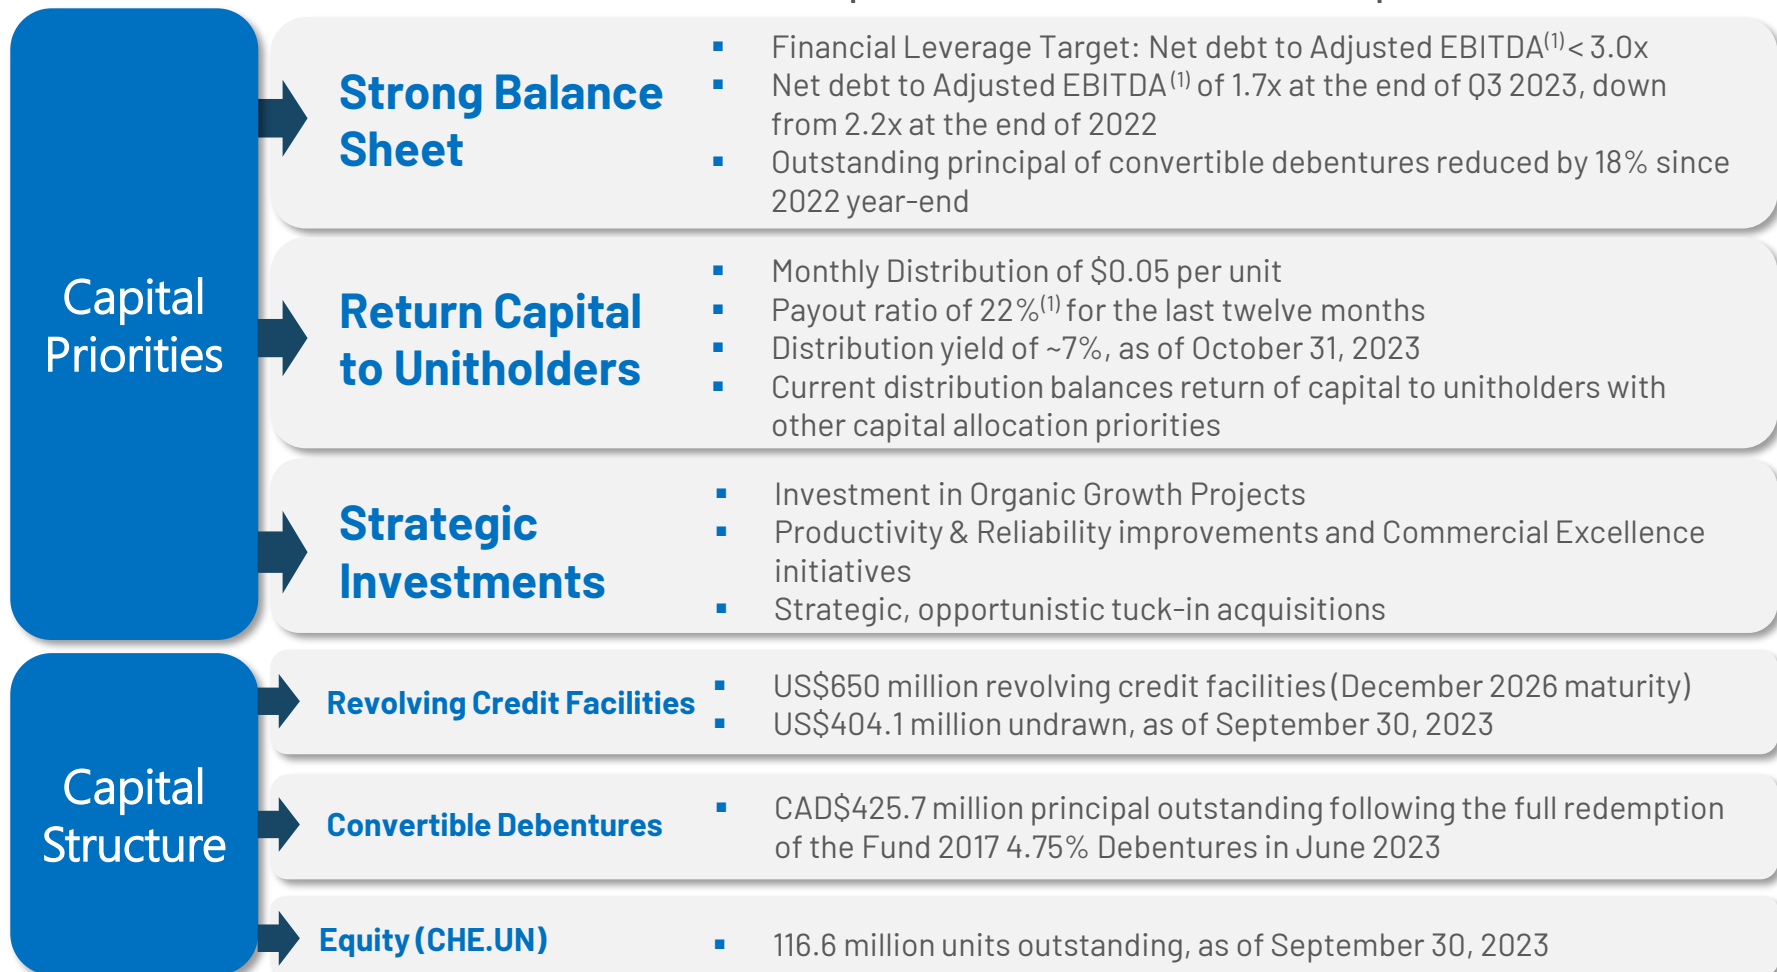 Capital
Priorities
Strong Balance
Sheet
▪ Financial Leverage Target: Net debt to Adjusted EBITDA(1) < 3.0x
▪ Net debt to Adjusted EBITDA(1) of 1.7x at the end of Q3 2023, down
from 2.2x at the end of 2022
▪ Outstanding principal of convertible debentures reduced by 18% since
2022 year-end
Return Capital
to Unitholders
▪ Monthly Distribution of $0.05 per unit
▪ Payout ratio of 22%(1) for the last twelve months
▪ Distribution yield of ~7%, as of October 31, 2023
▪ Current distribution balances return of capital to unitholders with
other capital allocation priorities
Strategic
Investments
▪ Investment in Organic Growth Projects
▪ Productivity & Reliability improvements and Commercial Excellence
initiatives
▪ Strategic, opportunistic tuck-in acquisitions
Capital
Structure
Revolving Credit Facilities
▪ US$650 million revolving credit facilities (December 2026 maturity)
▪ US$404.1 million undrawn, as of September 30, 2023
Convertible Debentures
▪ CAD$425.7 million principal outstanding following the full redemption
of the Fund 2017 4.75% Debentures in June 2023
Equity (CHE.UN)
▪ 116.6 million units outstanding, as of September 30, 2023